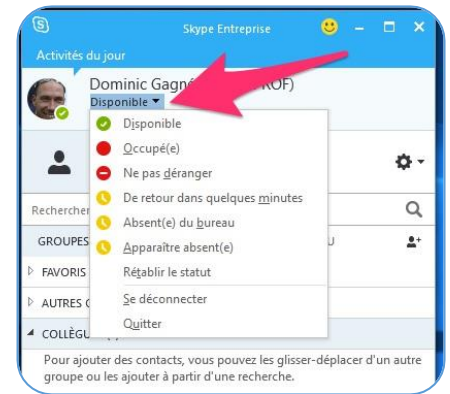 Skype Entreprise
Activités du jour
Dominic Gagné ROF)
Disponible
Disponible
Occupé(e)
Ne pas déranger
De retour dans quelques minutes
Absent(e) du bureau
Apparaître absent(e)
Rétablir le statut
Se déconnecter
Quitter
Rechercher
GROUPES U
FAVORIS
AUTRES C
COLLÈGU
Pour ajouter des contacts, vous pouvez les glisser-déplacer d'un autre
groupe ou les ajouter à partir d'une recherche.